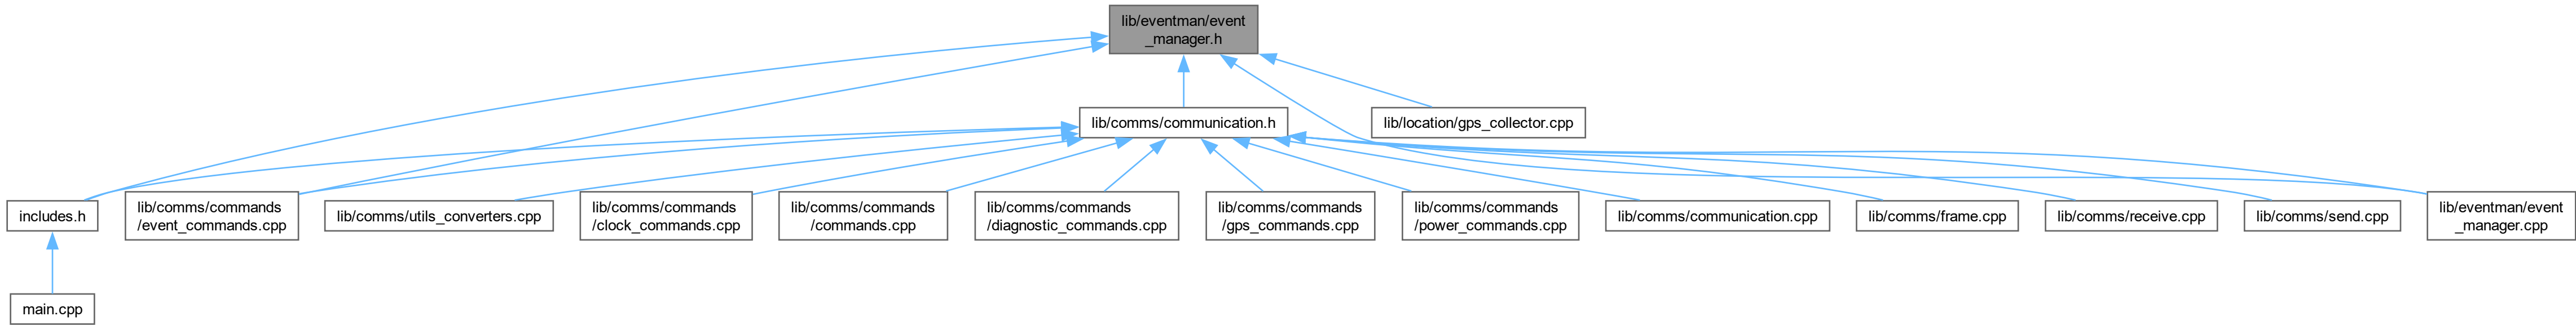 lib/eventman/event
_manager.h
lib/comms/communication.h
lib/location/gps_collector.cpp
includes.h
lib/comms/commands
/event_commands.cpp
lib/comms/utils_converters.cpp
lib/comms/commands
/clock_commands.cpp
lib/comms/commands
/commands.cpp
lib/comms/commands
/diagnostic_commands.cpp
lib/comms/commands
/gps_commands.cpp
lib/comms/commands
/power_commands.cpp
lib/comms/communication.cpp
lib/comms/frame.cpp
lib/comms/receive.cpp
lib/comms/send.cpp
lib/eventman/event
_manager.cpp
main.cpp